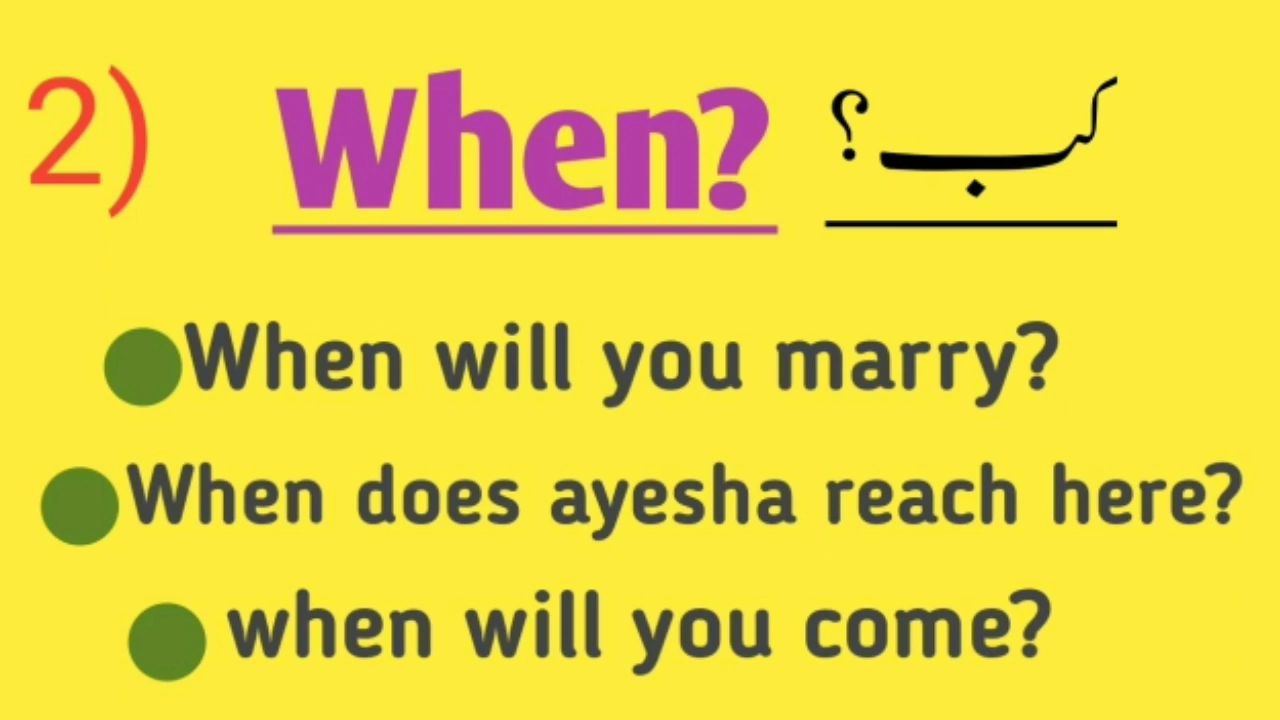 2) When? کب؟
When will you marry?
When does ayesha reach here?
when will you come?